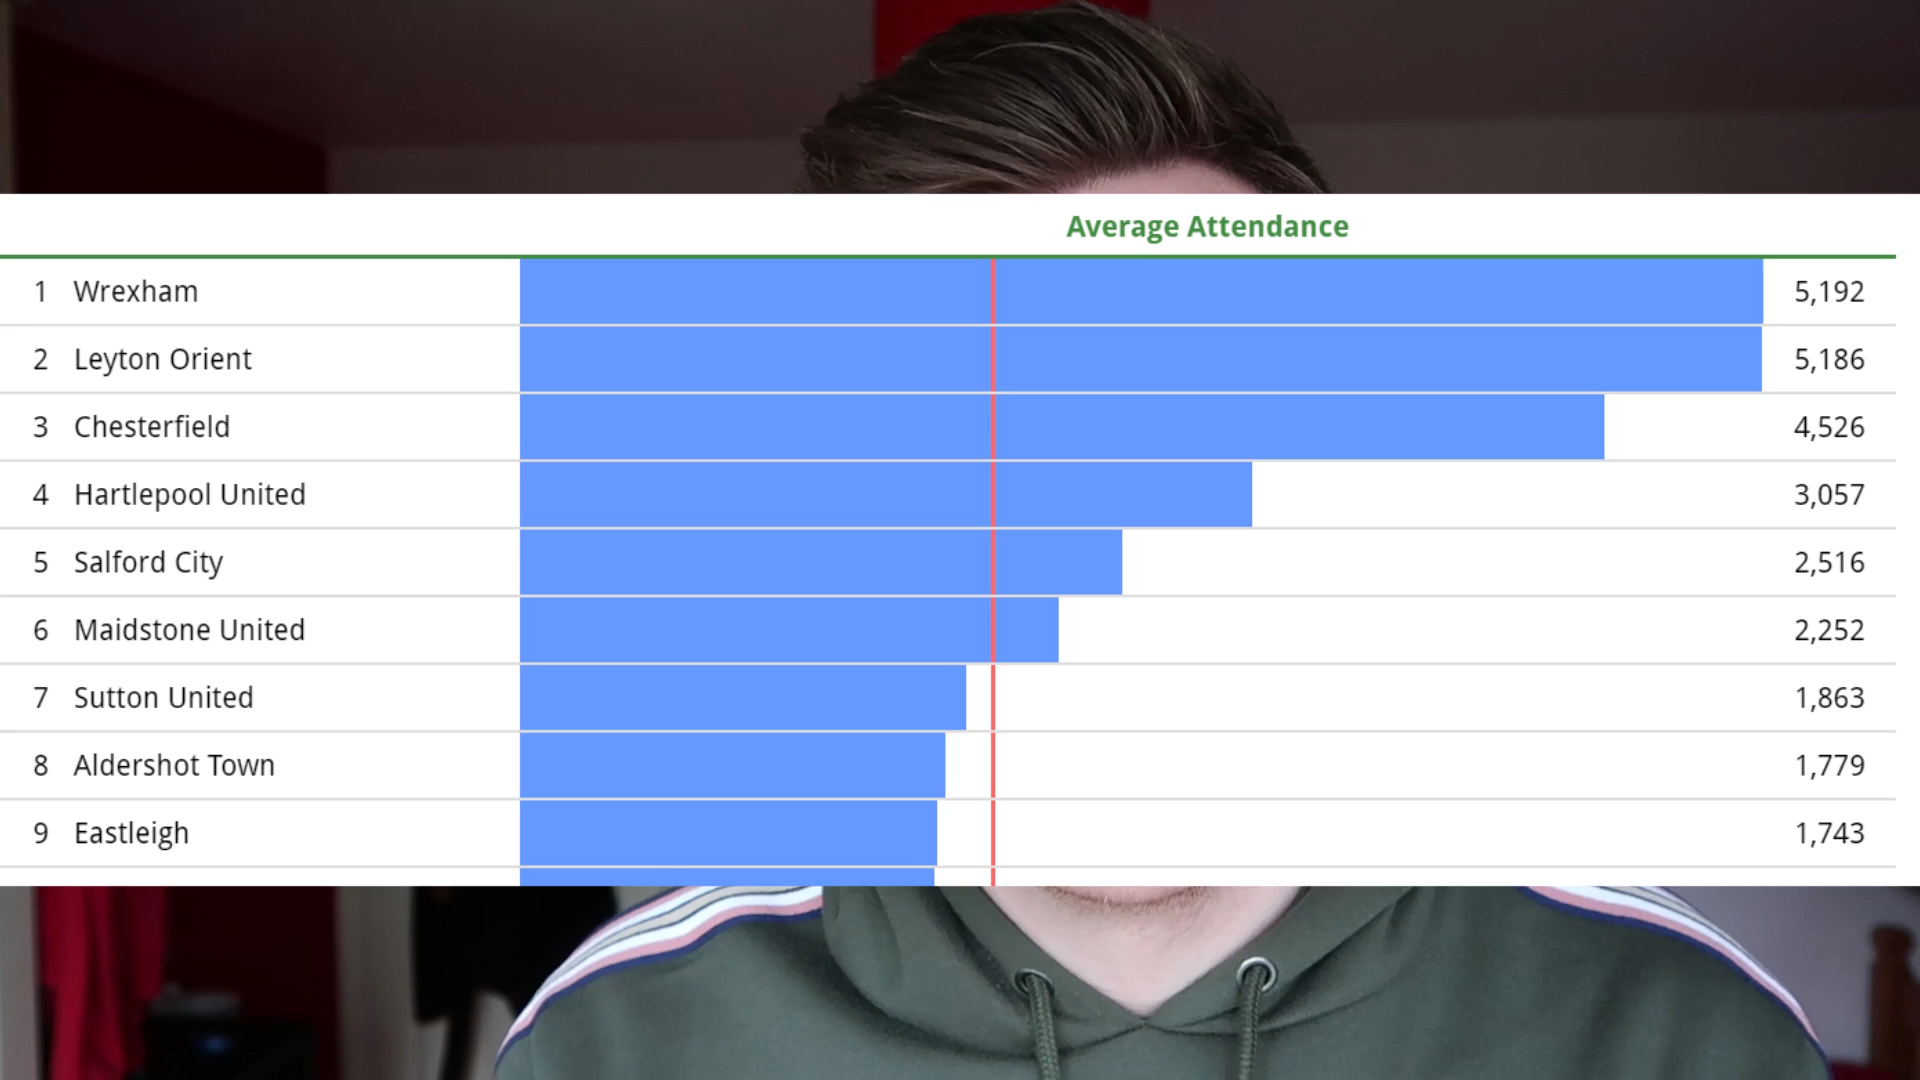 Average Attendance
1 Wrexham 5,192
2 Leyton Orient 5,186
3 Chesterfield 4,526
4 Hartlepool United 3,057
5 Salford City 2,516
6 Maidstone United 2,252
7 Sutton United 1,863
8 Aldershot Town 1,779
9 Eastleigh 1,743